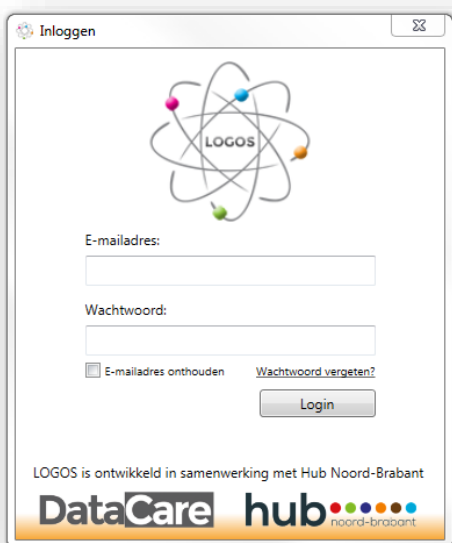 Inloggen
LOGOS
E-mailadres:
Wachtwoord:
E-mailadres onthouden
Wachtwoord vergeten?
Login
LOGOS is ontwikkeld in samenwerking met Hub Noord-Brabant
DataCare
hub
noord-brabant